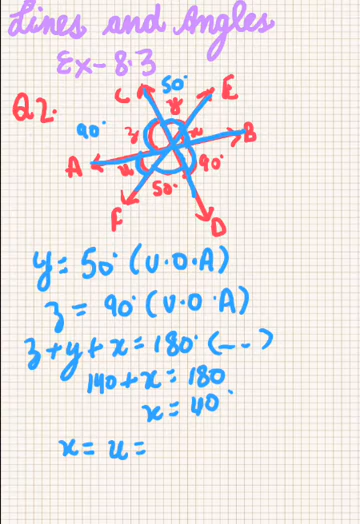 Lines and Angles
Ex-8.3
Q2.
C 50° E
y
90° z x B
A u 90°
50°
F D
y = 50° (V.O.A)
z = 90° (V.O.A)
z+y+x = 180° (---)
140+x = 180
x = 40°
x = u =